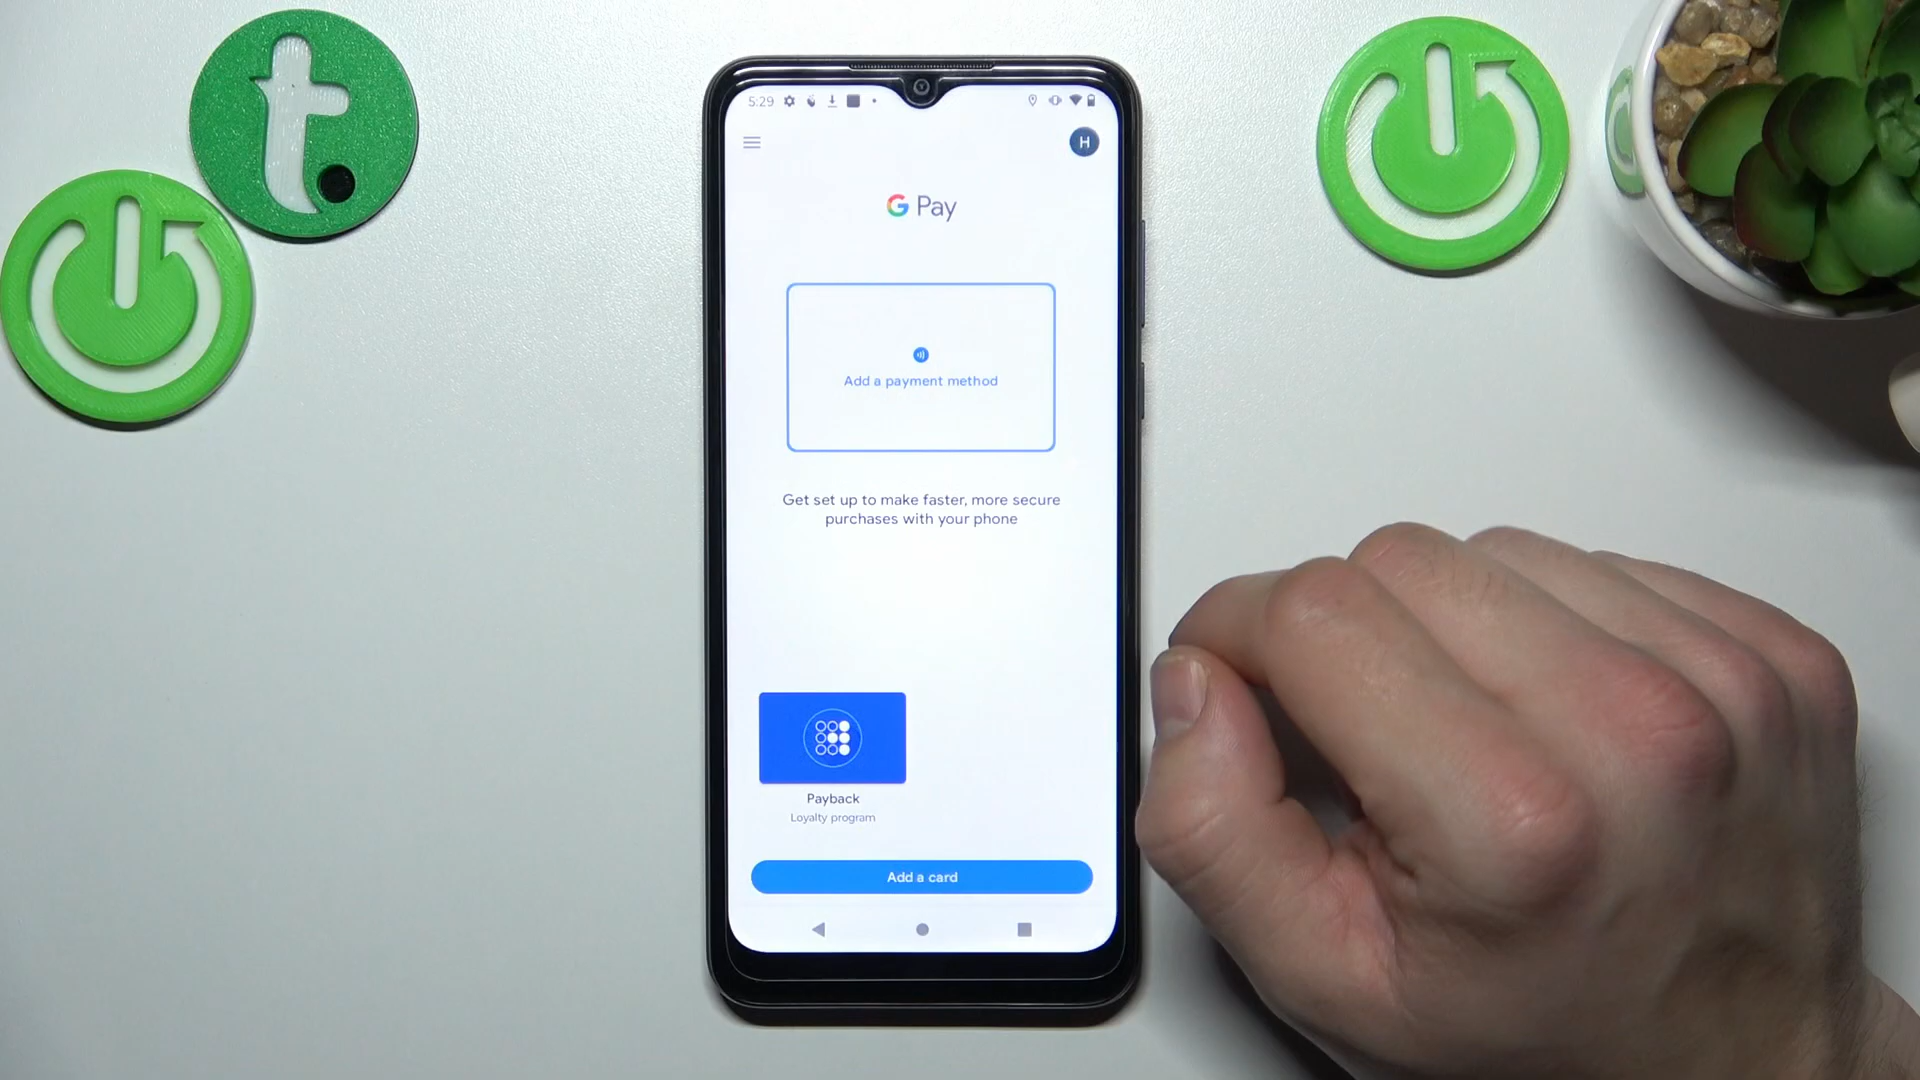 t.
5:29
H
G Pay
Add a payment method
Get set up to make faster, more secure
purchases with your phone
Payback
Loyalty program
Add a card